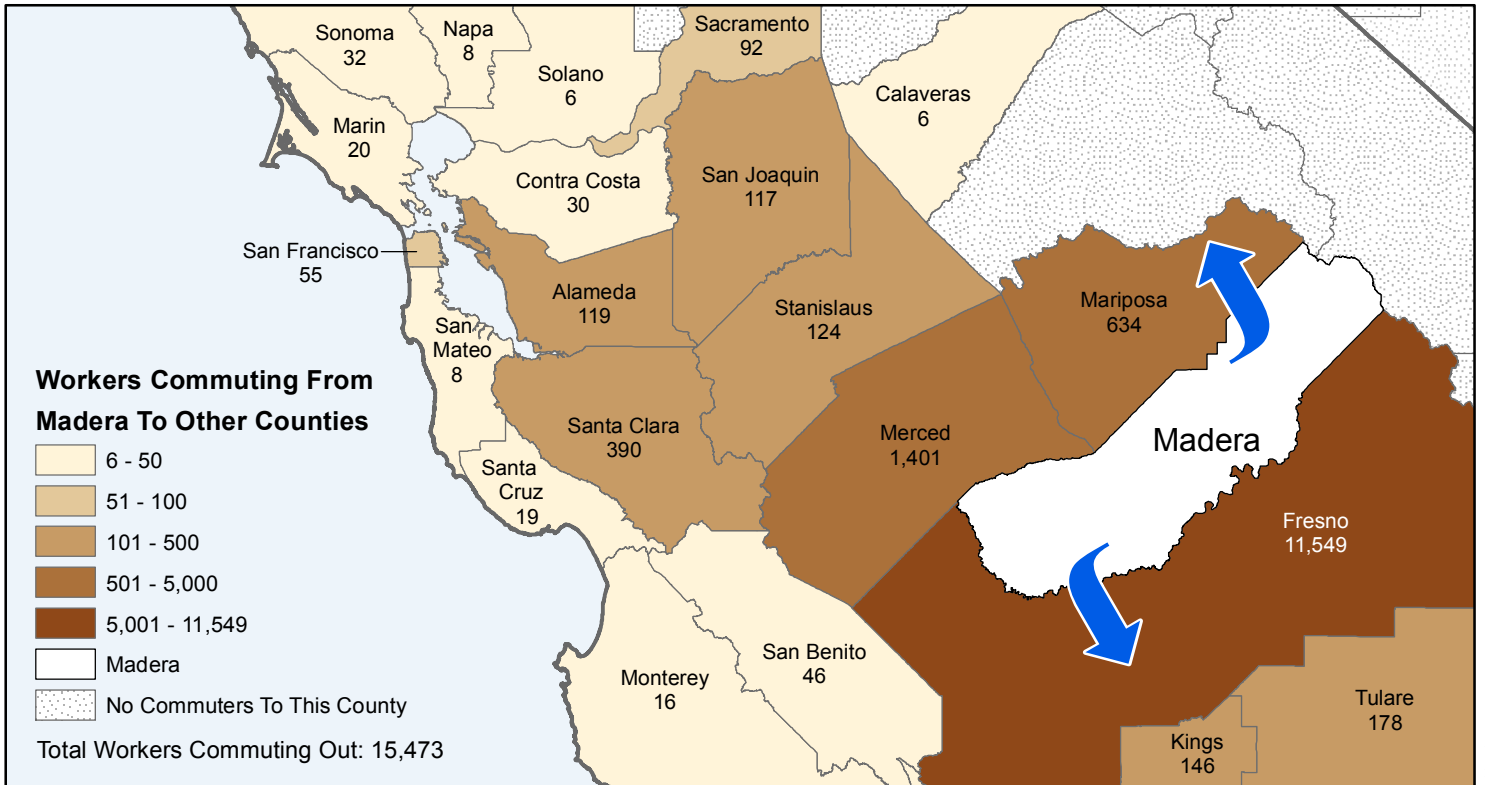 Sonoma
32
Napa
8
Solano
6
Sacramento
92
Calaveras
6
Marin
20
Contra Costa
30
San Joaquin
117
San Francisco
55
Alameda
119
Stanislaus
124
Mariposa
634
San
Mateo
8
Santa Clara
390
Merced
1,401
Madera
Santa
Cruz
19
Fresno
11,549
Monterey
16
San Benito
46
Tulare
178
Kings
146
Workers Commuting From
Madera To Other Counties
6 - 50
51 - 100
101 - 500
501 - 5,000
5,001 - 11,549
Madera
No Commuters To This County
Total Workers Commuting Out: 15,473